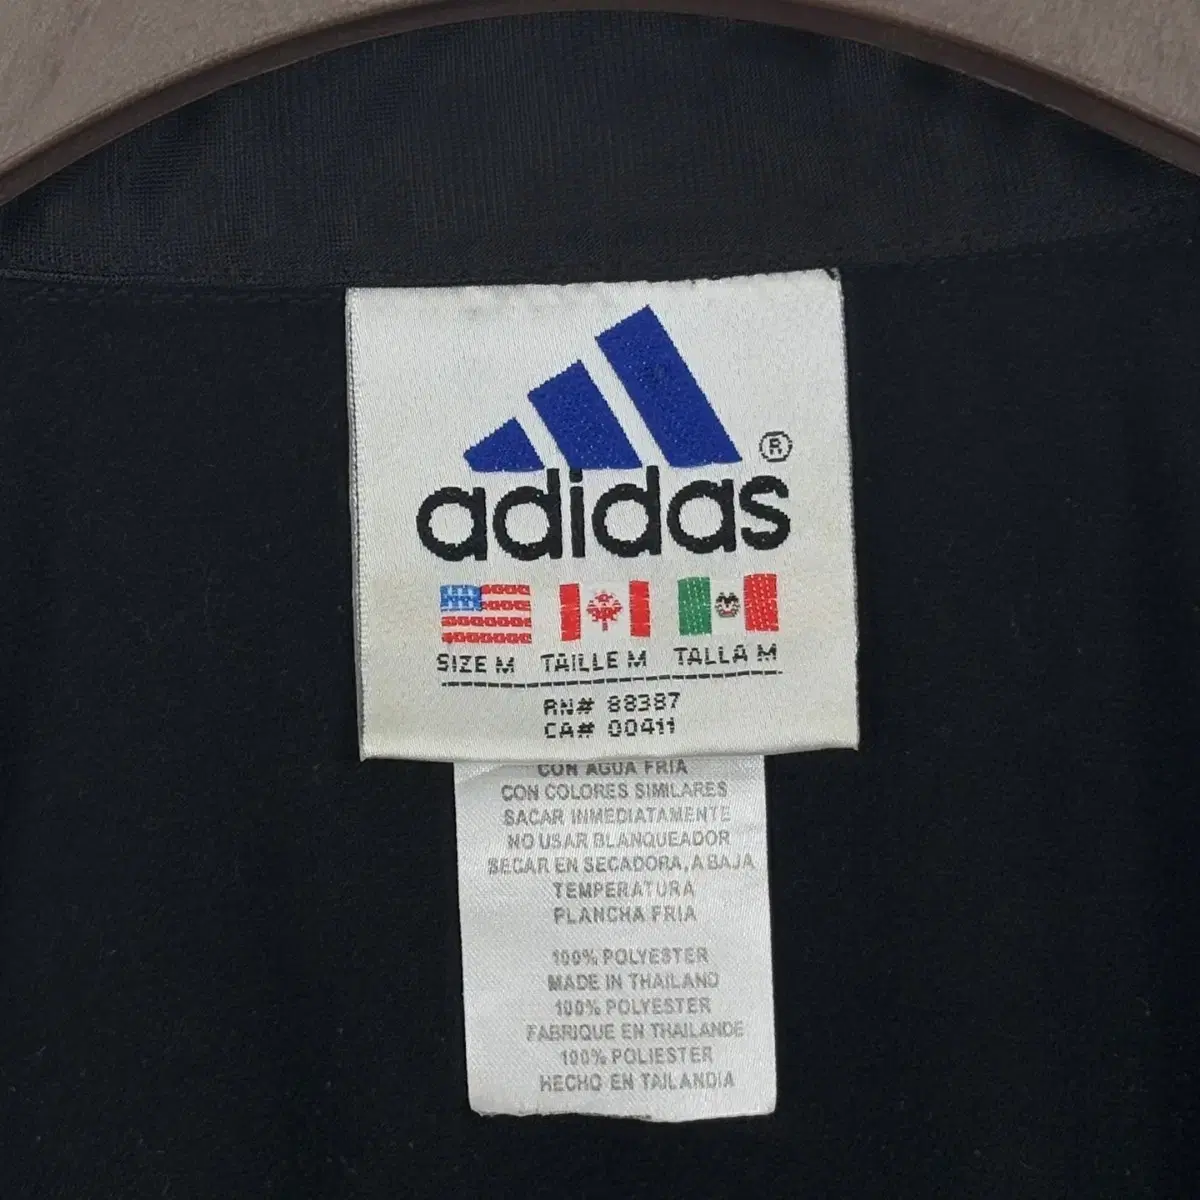 adidas®
SIZE M TAILLE M TALLA M
RN# 88387
CA# 00411
CON AGUA FRIA
CON COLORES SIMILARES
SACAR INMEDIATAMENTE
NO USAR BLANQUEADOR
SECAR EN SECADORA, A BAJA
TEMPERATURA
PLANCHA FRIA
100% POLYESTER
MADE IN THAILAND
100% POLYESTER
FABRIQUE EN THAILANDE
100% POLIESTER
HECHO EN TAILANDIA